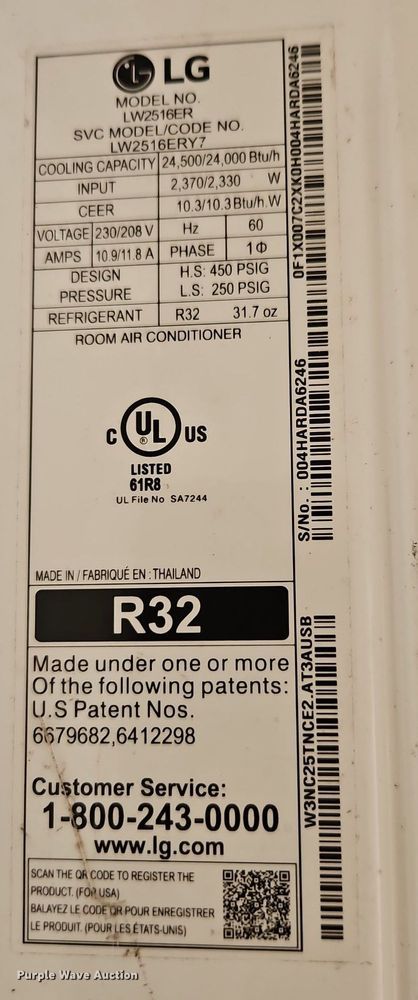 LG
MODEL NO.
LW2516ER
SVC MODEL/CODE NO.
LW2516ERY7
COOLING CAPACITY 24,500/24,000 Btu/h
INPUT 2,370/2,330 W
CEER 10.3/10.3 Btu/h.W
VOLTAGE 230/208 V Hz 60
AMPS 10.9/11.8 A PHASE 1Φ
DESIGN H.S: 450 PSIG
PRESSURE L.S: 250 PSIG
REFRIGERANT R32 31.7 oz
ROOM AIR CONDITIONER
C UL US
®
LISTED
61R8
UL File No SA7244
MADE IN / FABRIQUÉ EN : THAILAND
R32
Made under one or more
Of the following patents:
U.S Patent Nos.
6679682,6412298
Customer Service:
1-800-243-0000
www.lg.com
SCAN THE QR CODE TO REGISTER THE
PRODUCT. (FOR USA)
BALAYEZ LE CODE QR POUR ENREGISTRER
LE PRODUIT. (POUR LES ÉTATS-UNIS)
0F1X007C2XK0H004HARDA6246
S/No. : 004HARDA6246
W3NC25TNCE2.AT3AUSB
Purple Wave Auction